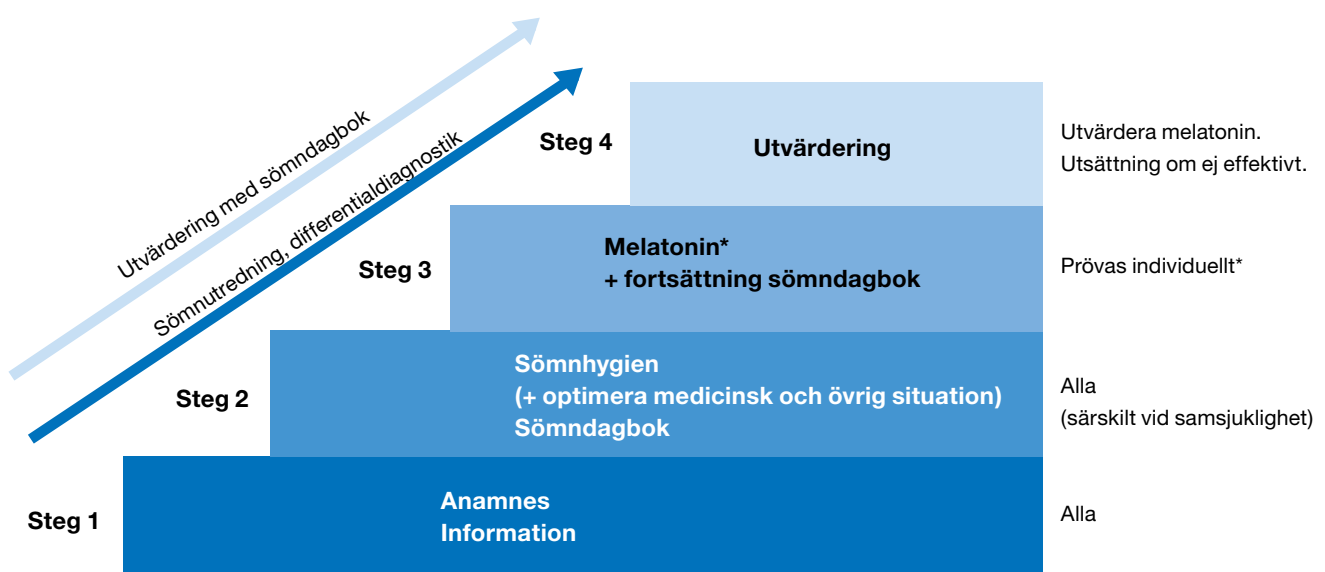 Utvärdering med sömndagbok
Sömnutredning, differentialdiagnostik
Steg 4
Utvärdering
Utvärdera melatonin.
Utsättning om ej effektivt.
Steg 3
Melatonin*
+ fortsättning sömndagbok
Prövas individuellt*
Steg 2
Sömnhygien
(+ optimera medicinsk och övrig situation)
Sömndagbok
Alla
(särskilt vid samsjuklighet)
Steg 1
Anamnes
Information
Alla